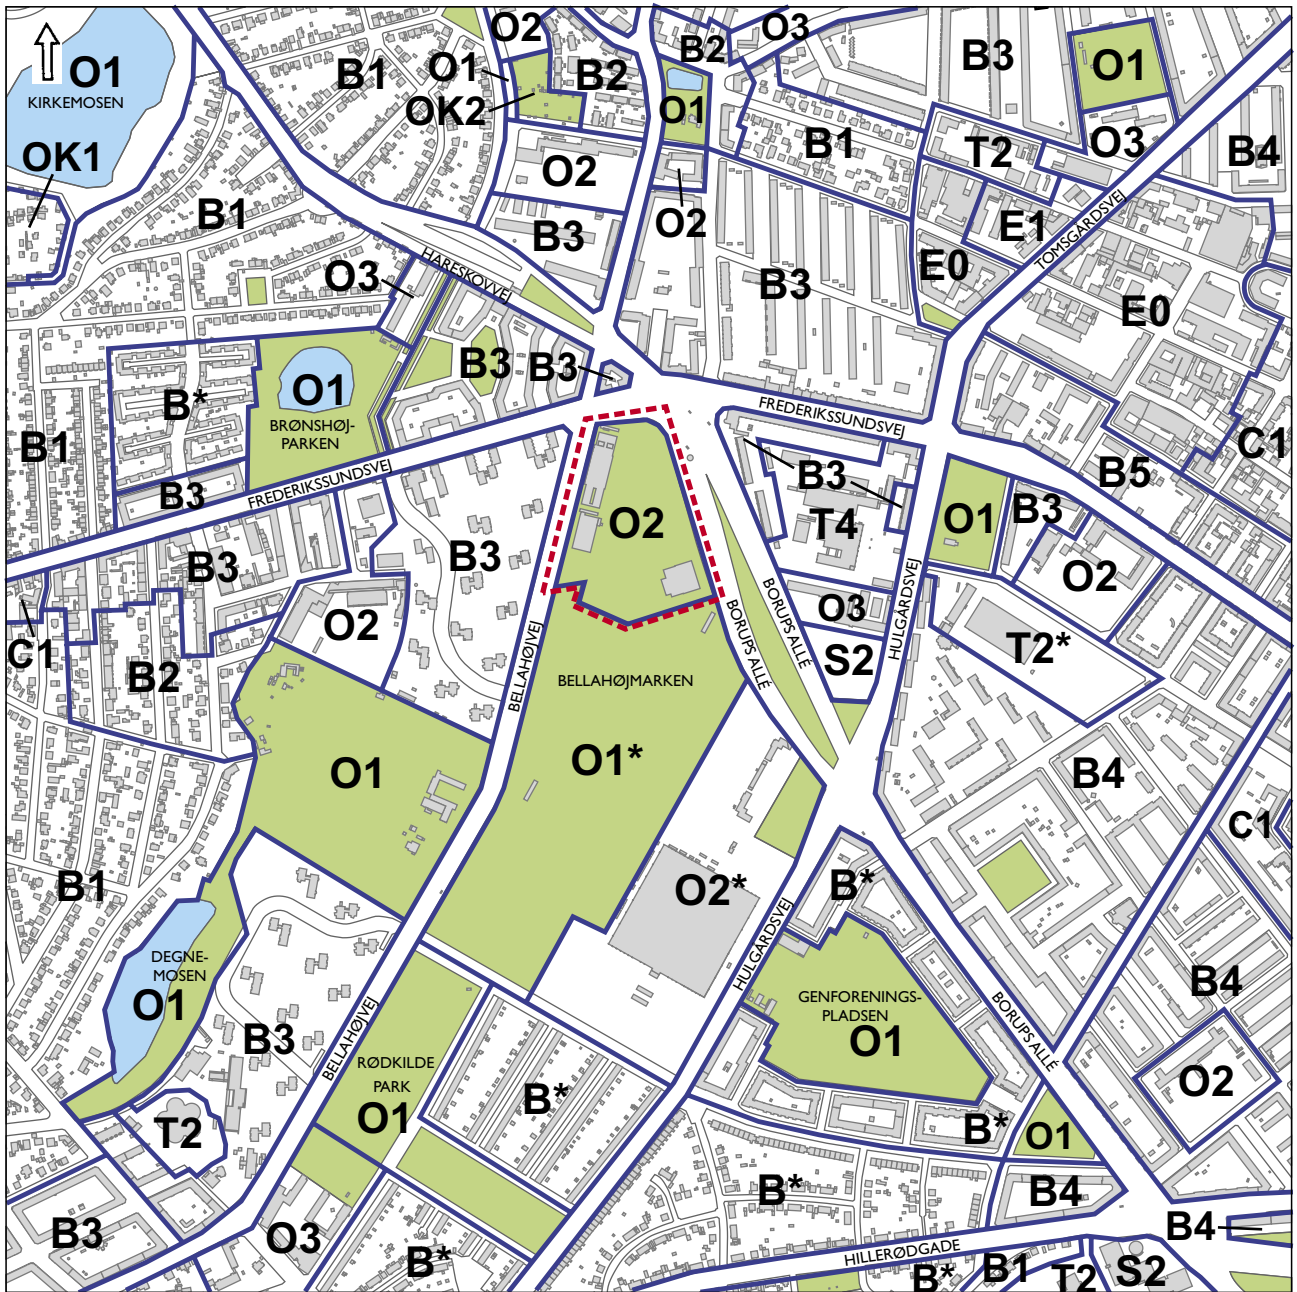 O2
O3
B2
B3
O1
B1
O1
B2
O1
KIRKEMOSEN
OK2
O1
O3
B1
T2
B4
OK1
O2
B1
O2
E1
B3
TOMSGÅRDSVEJ
HARESKOVVEJ
E0
O3
B3
E0
B3
B3
O1
B*
FREDERIKSSUNDSVEJ
BRØNSHØJ-
PARKEN
B1
C1
B3
B5
B3
FREDERIKSSUNDSVEJ
O2
T4
O1
B3
B3
B3
O2
BORUPS ALLÉ
O3
O2
BORUPS ALLÉ
HULGÅRDSVEJ
C1
B2
T2*
S2
BELLAHØJVEJ
BELLAHØJMARKEN
O1
O1*
B4
C1
B1
O2*
B*
HULGÅRDSVEJ
DEGNE-
MOSEN
O1
B4
GENFORENINGS-
PLADSEN
O1
BORUPS ALLÉ
B3
BELLAHØJVEJ
RØDKILDE
PARK
O1
B*
O2
T2
B*
O1
B*
B4
B3
O3
B4
B*
HILLERØDGADE
B*
B1
T2
S2